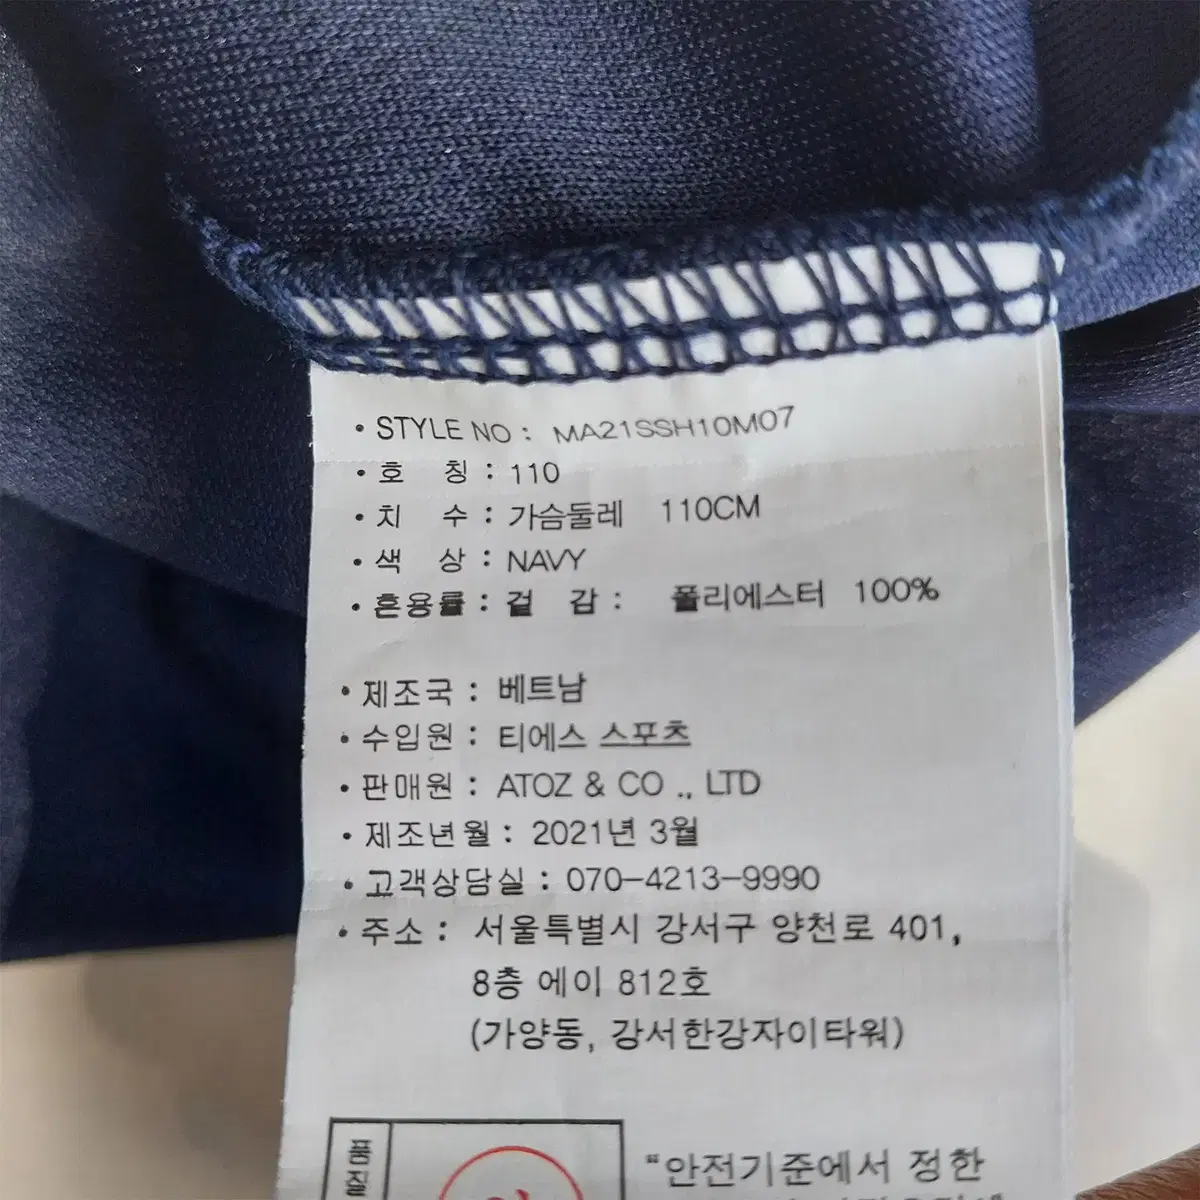 • STYLE NO : MA21SSH10M07
• 호 칭 : 110
• 치 수 : 가슴둘레 110CM
• 색 상 : NAVY
• 혼용률 : 겉 감 : 폴리에스터 100%
• 제조국 : 베트남
• 수입원 : 티에스 스포츠
• 판매원 : ATOZ & CO ., LTD
• 제조년월 : 2021년 3월
• 고객상담실 : 070-4213-9990
• 주소 : 서울특별시 강서구 양천로 401,
8층 에이 812호
(가양동, 강서한강자이타워)
품질
"안전기준에서 정한